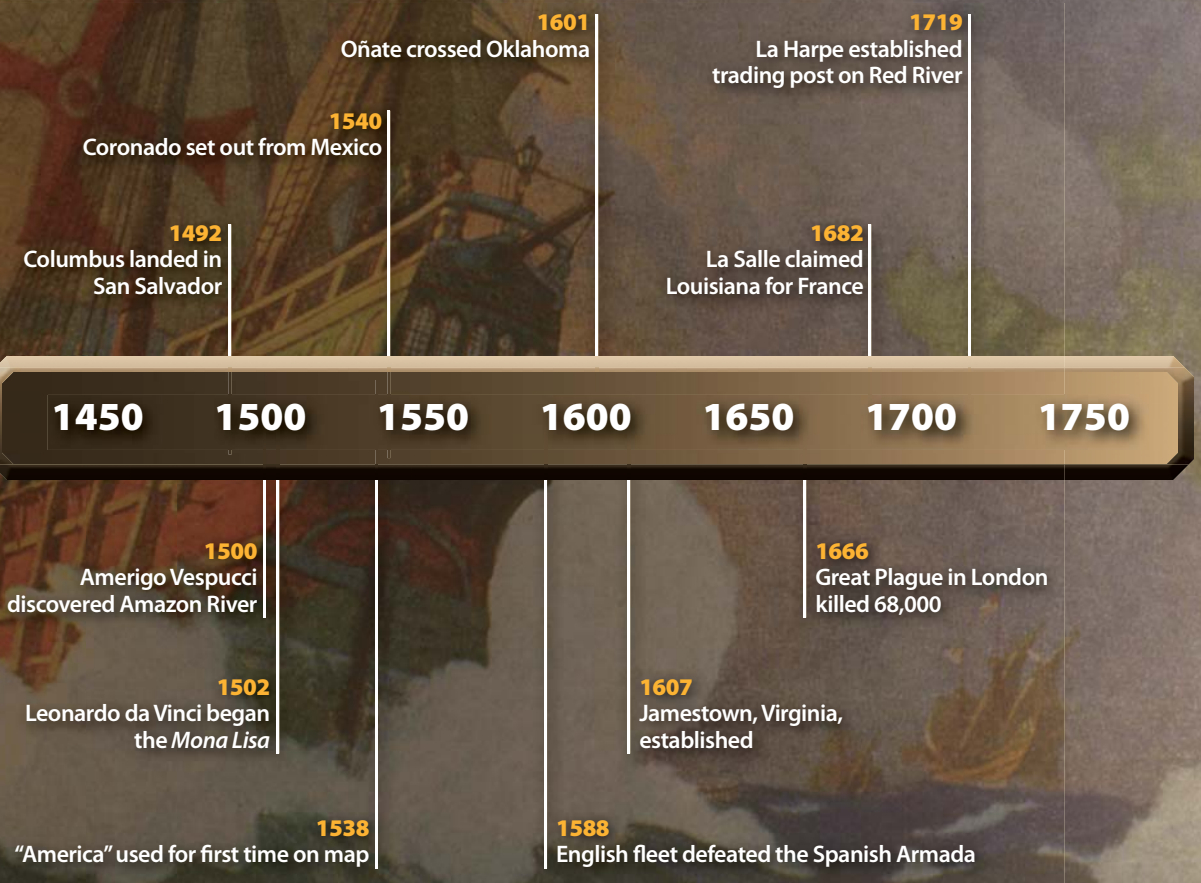 1601
Oñate crossed Oklahoma
1719
La Harpe established
trading post on Red River
1540
Coronado set out from Mexico
1492
Columbus landed in
San Salvador
1682
La Salle claimed
Louisiana for France
1450 1500 1550 1600 1650 1700 1750
1500
Amerigo Vespucci
discovered Amazon River
1666
Great Plague in London
killed 68,000
1502
Leonardo da Vinci began
the Mona Lisa
1607
Jamestown, Virginia,
established
1538
“America” used for first time on map
1588
English fleet defeated the Spanish Armada